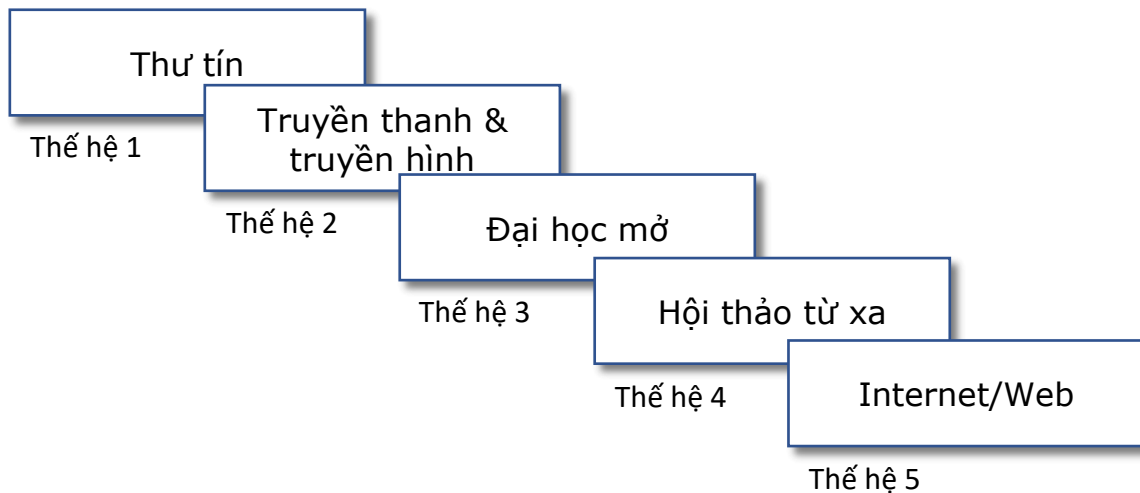 Thư tín
Thế hệ 1
Truyền thanh &
truyền hình
Thế hệ 2
Đại học mở
Thế hệ 3
Hội thảo từ xa
Thế hệ 4
Internet/Web
Thế hệ 5